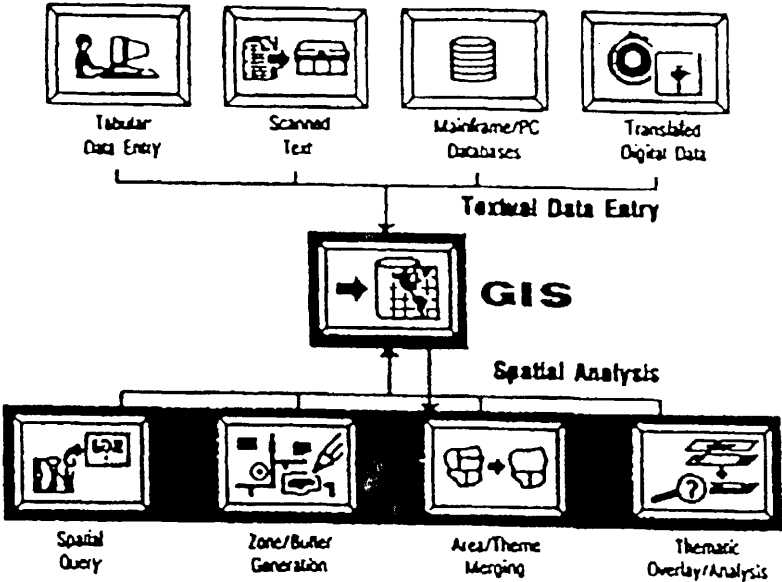 Tabular
Data Entry
Scanned
Text
Mainframe/PC
Databases
Translated
Digital Data
Textual Data Entry
GIS
Spatial Analysis
?
Spatial
Query
Zone/Buffer
Generation
Area/Theme
Merging
Thematic
Overlay/Analysis